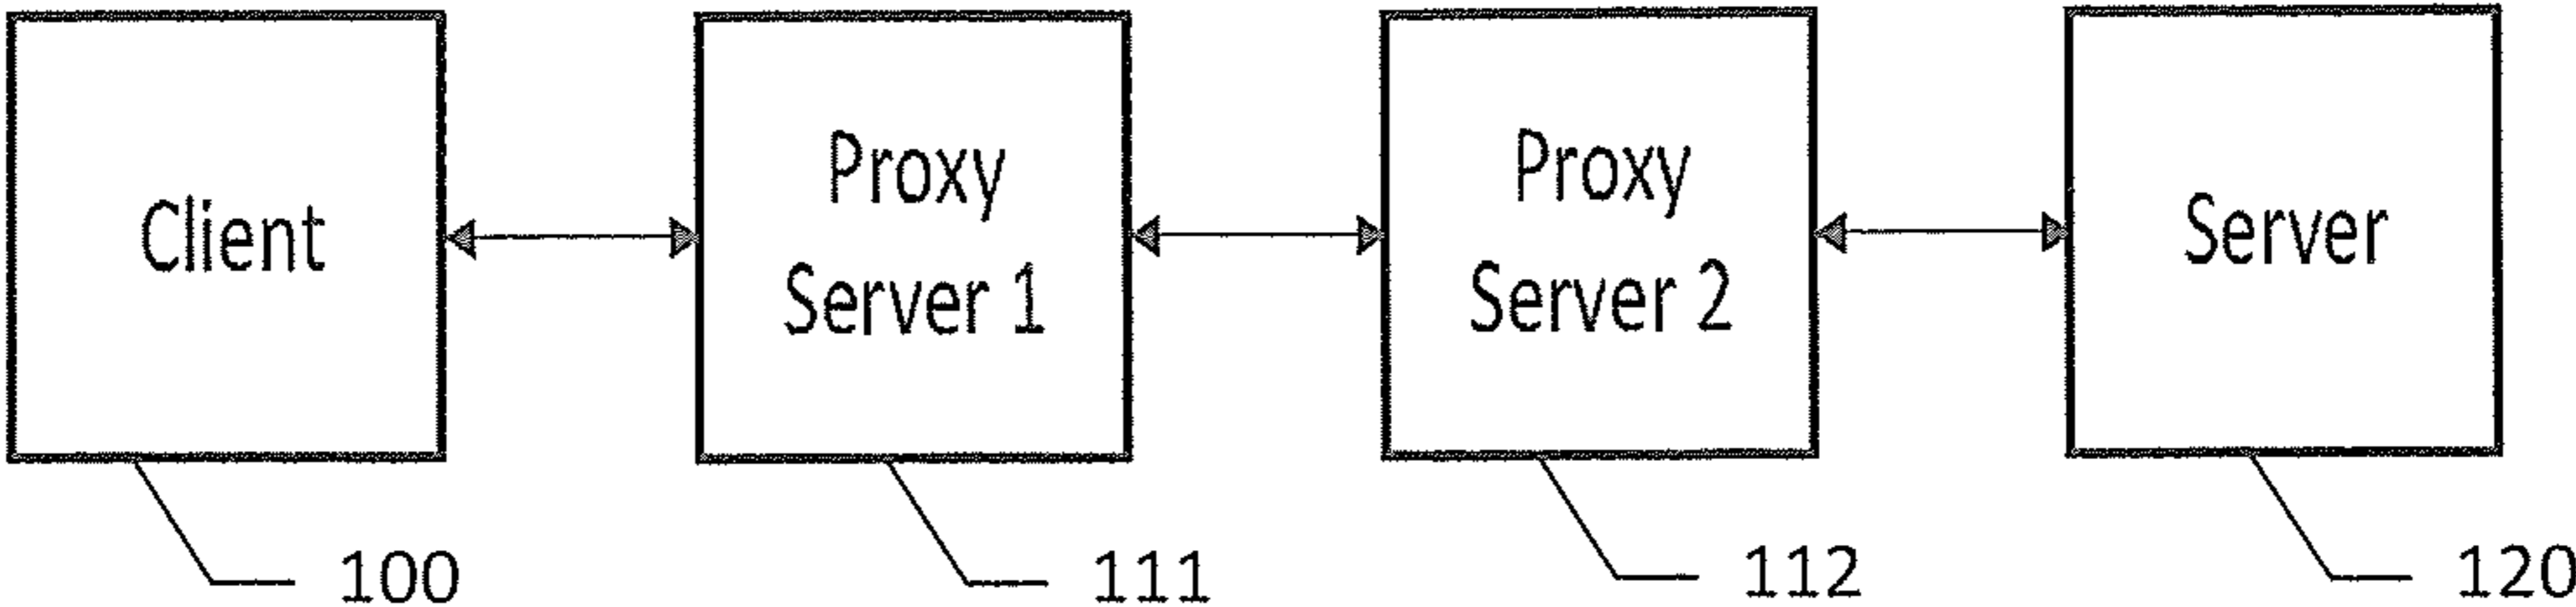 Client
Proxy
Server 1
Proxy
Server 2
Server
100
111
112
120